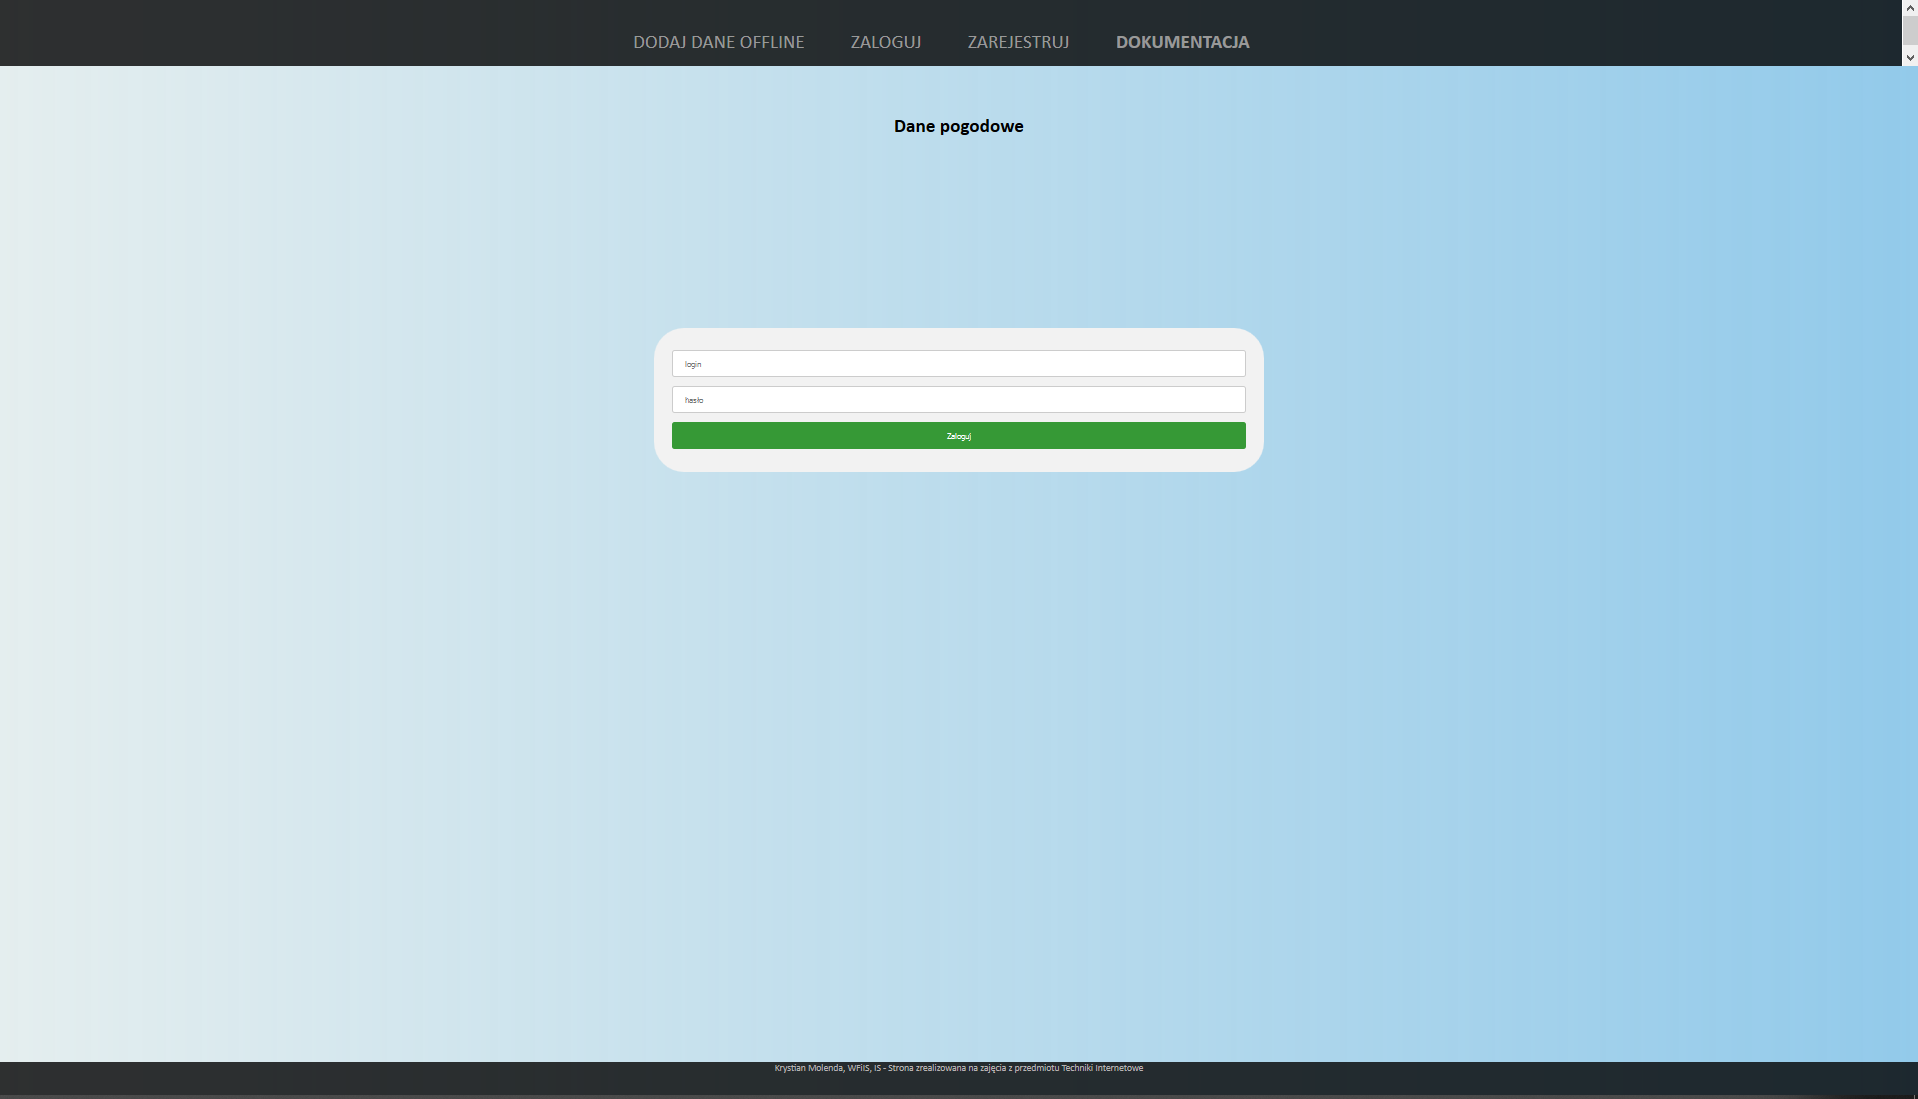 DODAJ DANE OFFLINE ZALOGUJ ZAREJESTRUJ DOKUMENTACJA
Dane pogodowe
login
hasło
Zaloguj
Krystian Molenda, WFiIS, IS - Strona zrealizowana na zajęcia z przedmiotu Techniki Internetowe